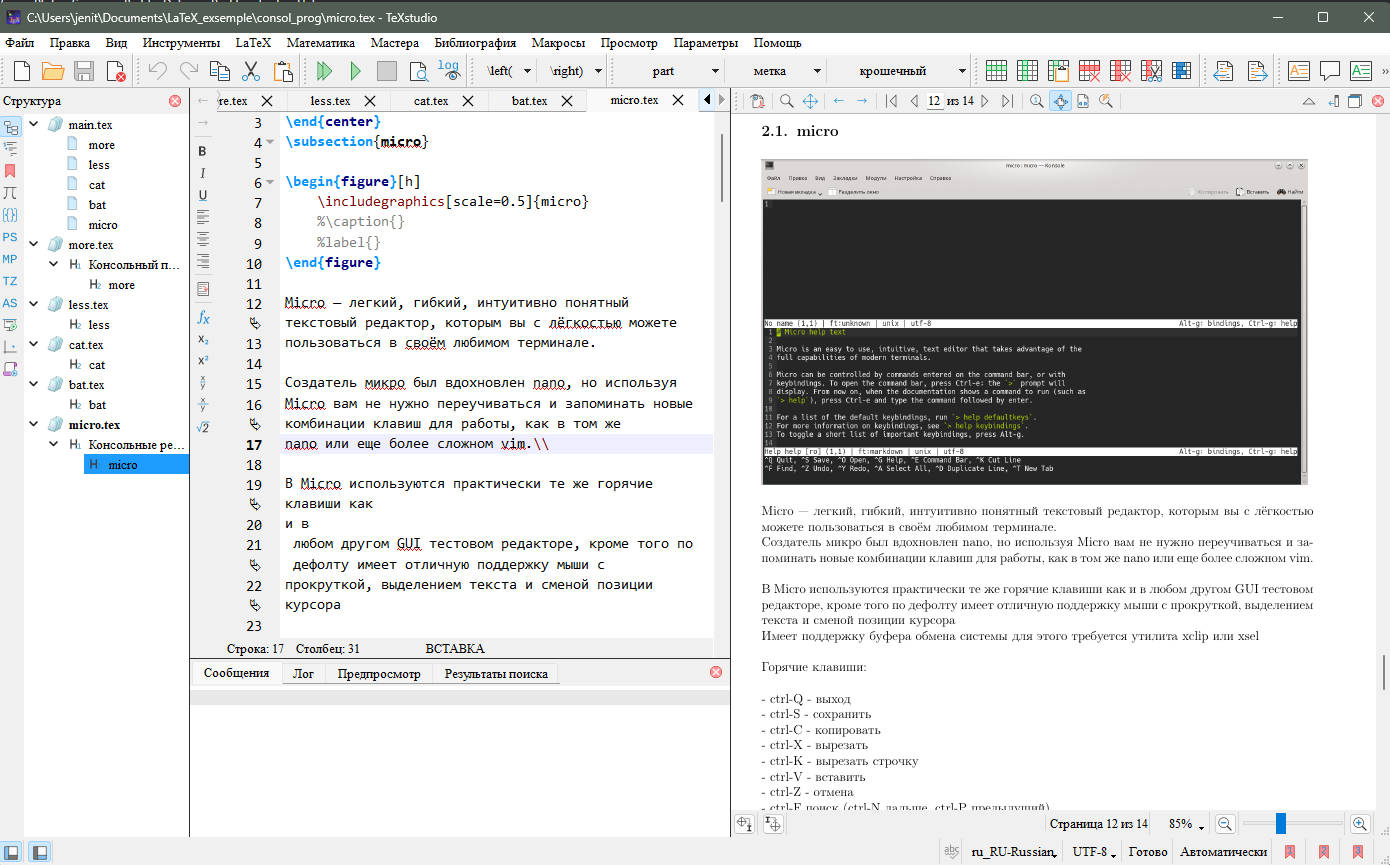 C:\Users\jenit\Documents\LaTeX_exsemple\consol_prog\micro.tex - TeXstudio
Файл Правка Вид Инструменты LaTeX Математика Мастера Библиография Макросы Просмотр Параметры Помощь
log \left( \right) part метка крошечный
Структура
main.tex
more
less
cat
bat
micro
more.tex
H1 Консольный п...
H2 more
less.tex
H2 less
cat.tex
H2 cat
bat.tex
H2 bat
micro.tex
H1 Консольные ре...
H micro
PS
MP
TZ
AS
re.tex less.tex cat.tex bat.tex micro.tex
B
I
U
3 \end{center}
4 \subsection{micro}
5
6 \begin{figure}[h]
7 \includegraphics[scale=0.5]{micro}
8 %\caption{}
9 %label{}
10 \end{figure}
11
12 Micro — легкий, гибкий, интуитивно понятный
текстовый редактор, которым вы с лёгкостью можете
13 пользоваться в своём любимом терминале.
14
15 Создатель микро был вдохновлен nano, но используя
16 Micro вам не нужно переучиваться и запоминать новые
комбинации клавиш для работы, как в том же
17 nano или еще более сложном vim.\\
18
19 В Micro используются практически те же горячие
клавиши как
20 и в
21 любом другом GUI тестовом редакторе, кроме того по
дефолту имеет отличную поддержку мыши с
22 прокруткой, выделением текста и сменой позиции
курсора
23
Строка: 17 Столбец: 31 ВСТАВКА
Сообщения Лог Предпросмотр Результаты поиска
12 из 14
2.1. micro
micro : micro — Konsole
Файл Правка Вид Закладки Модули Настройка Справка
Новая вкладка Разделить окно Копировать Вставить Найти
1
No name (1,1) | ft:unknown | unix | utf-8 Alt-g: bindings, Ctrl-g: help
1 # Micro help text
2
3 Micro is an easy to use, intuitive, text editor that takes advantage of the
4 full capabilities of modern terminals.
5
6 Micro can be controlled by commands entered on the command bar, or with
7 keybindings. To open the command bar, press Ctrl-e: the `>` prompt will
8 display. From now on, when the documentation shows a command to run (such as
9 `> help`), press Ctrl-e and type the command followed by enter.
10
11 For a list of the default keybindings, run `> help defaultkeys`.
12 For more information on keybindings, see `> help keybindings`.
13 To toggle a short list of important keybindings, press Alt-g.
14
Help help [ro] (1,1) | ft:markdown | unix | utf-8 Alt-g: bindings, Ctrl-g: help
^Q Quit, ^S Save, ^O Open, ^G Help, ^E Command Bar, ^K Cut Line
^F Find, ^Z Undo, ^Y Redo, ^A Select All, ^D Duplicate Line, ^T New Tab
Micro — легкий, гибкий, интуитивно понятный текстовый редактор, которым вы с лёгкостью
можете пользоваться в своём любимом терминале.
Создатель микро был вдохновлен nano, но используя Micro вам не нужно переучиваться и за-
поминать новые комбинации клавиш для работы, как в том же nano или еще более сложном vim.
В Micro используются практически те же горячие клавиши как и в любом другом GUI тестовом
редакторе, кроме того по дефолту имеет отличную поддержку мыши с прокруткой, выделением
текста и сменой позиции курсора
Имеет поддержку буфера обмена системы для этого требуется утилита xclip или xsel
Горячие клавиши:
- ctrl-Q - выход
- ctrl-S - сохранить
- ctrl-C - копировать
- ctrl-X - вырезать
- ctrl-K - вырезать строчку
- ctrl-V - вставить
- ctrl-Z - отмена
- ctrl-F поиск (ctrl-N дальше, ctrl-P предыдущий)
Страница 12 из 14 85%
ru_RU-Russian UTF-8 Готово Автоматически 1 2 3